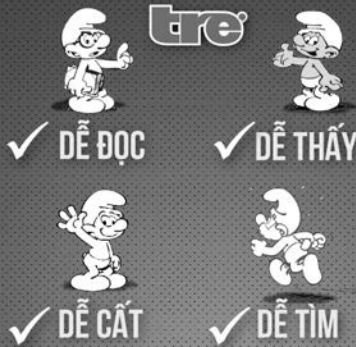 tre
DỄ ĐỌC
DỄ THẤY
DỄ CẤT
DỄ TÌM